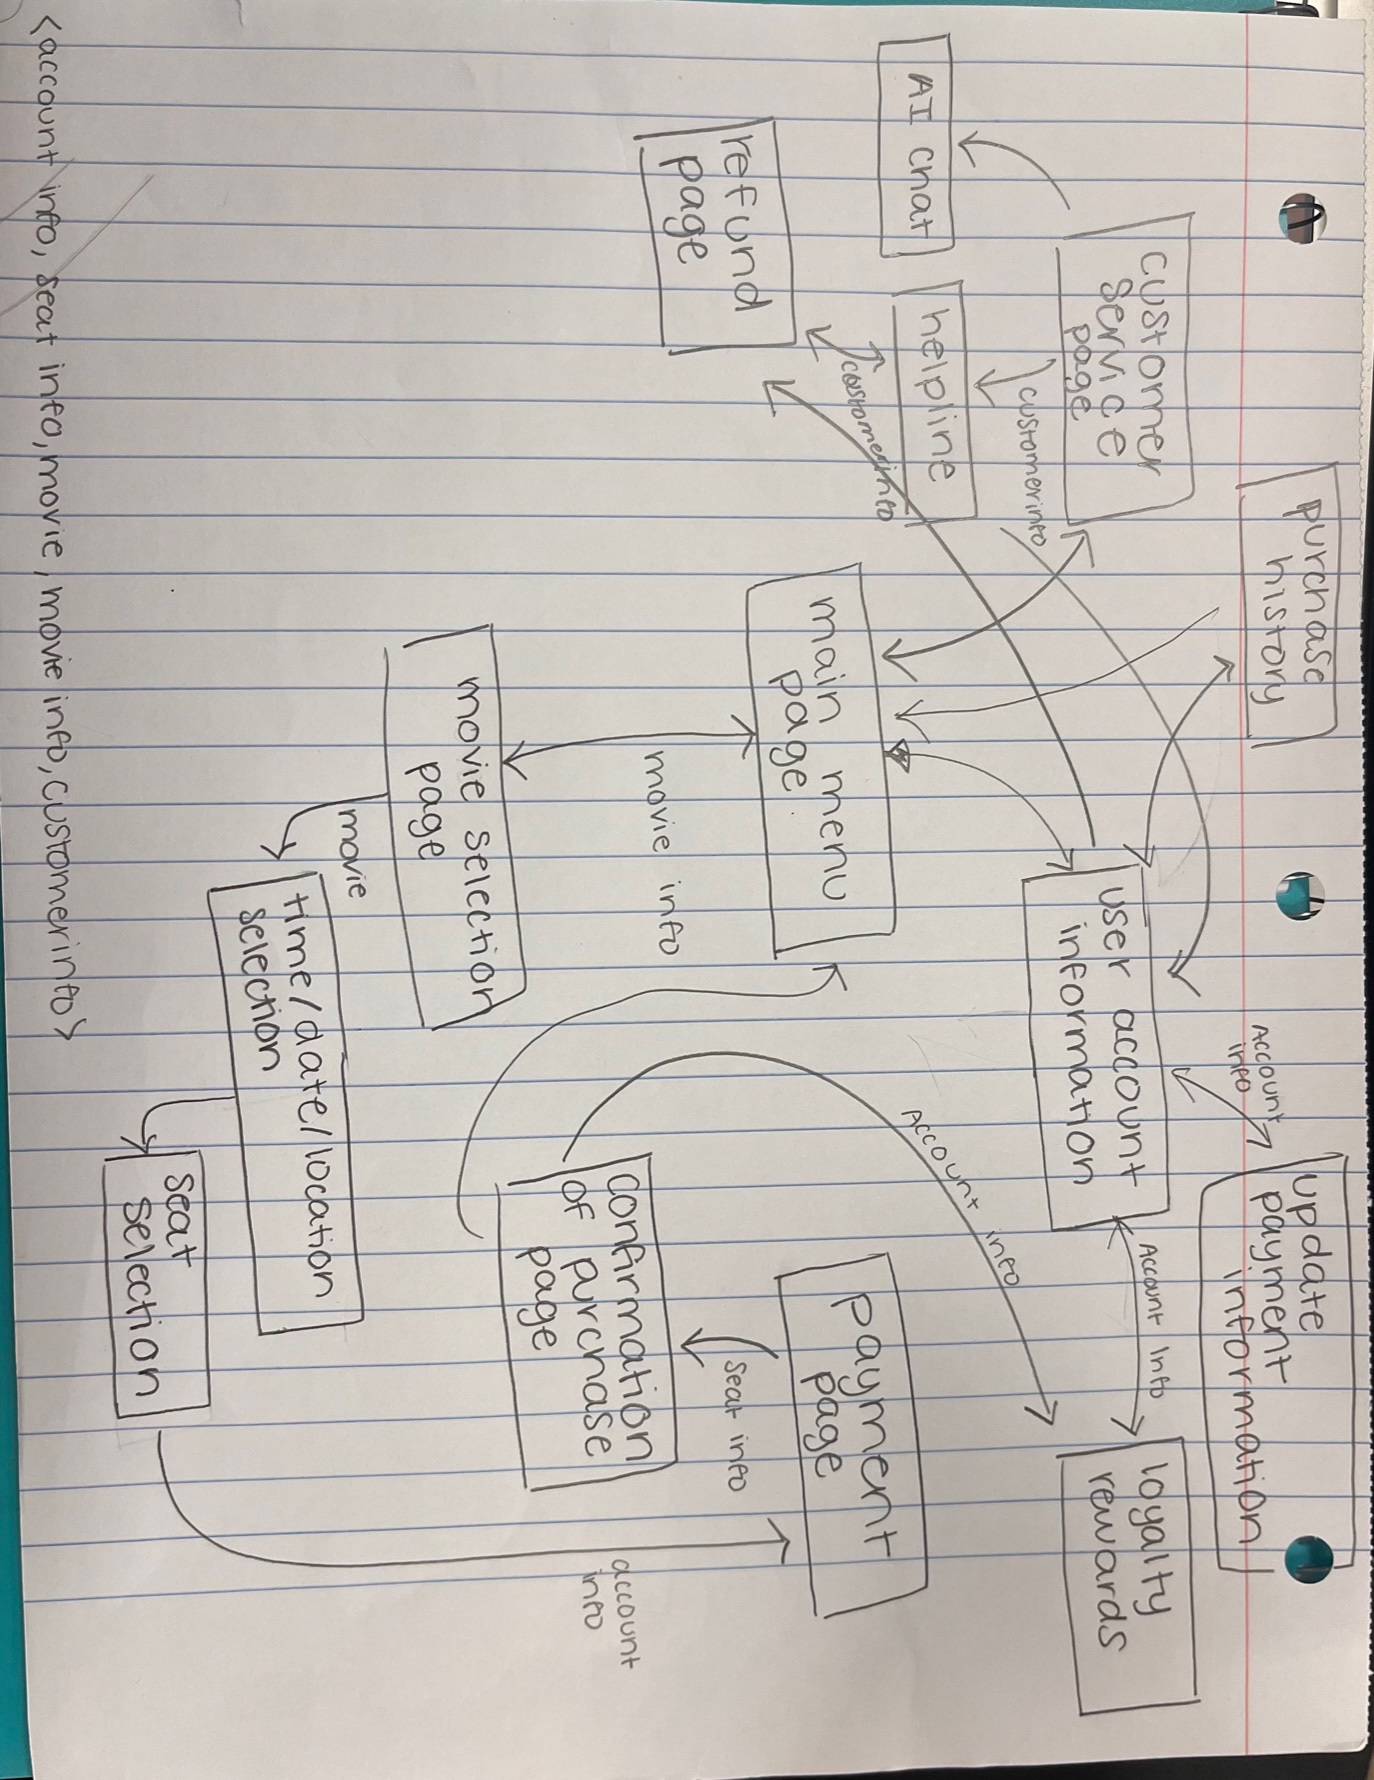 purchase
history
update
payment
information
Account
info
customer
service
page
AI chat
helpline
customerinfo
user account
information
Account info
loyalty
rewards
refund
page
customerinfo
main menu
page
Account info
payment
page
movie info
seat info
confirmation
of purchase
page
movie selection
page
movie
account
info
time/date/location
selection
seat
selection
<account info, seat info, movie, movie info, customerinfo>